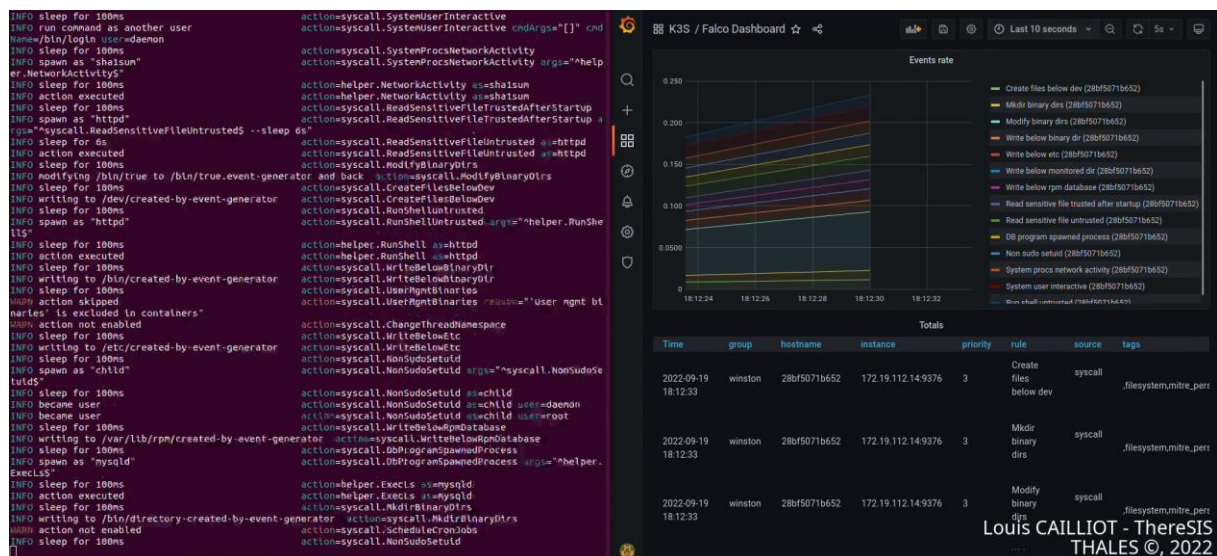 INFO sleep for 100ms action=syscall.SystemUserInteractive
INFO run command as another user action=syscall.SystemUserInteractive cmdArgs="[]" cmd
Name=/bin/login user=daemon
INFO sleep for 100ms action=syscall.SystemProcsNetworkActivity
INFO spawn as "sha1sum" action=syscall.SystemProcsNetworkActivity args="^help
er.NetworkActivity$"
INFO sleep for 100ms action=helper.NetworkActivity as=sha1sum
INFO action executed action=helper.NetworkActivity as=sha1sum
INFO sleep for 100ms action=syscall.ReadSensitiveFileTrustedAfterStartup
INFO spawn as "httpd" action=syscall.ReadSensitiveFileTrustedAfterStartup a
rgs="^syscall.ReadSensitiveFileUntrusted$ --sleep 6s"
INFO sleep for 6s action=syscall.ReadSensitiveFileUntrusted as=httpd
INFO action executed action=syscall.ReadSensitiveFileUntrusted as=httpd
INFO sleep for 100ms action=syscall.ModifyBinaryDirs
INFO modifying /bin/true to /bin/true.event-generator and back action=syscall.ModifyBinaryDirs
INFO sleep for 100ms action=syscall.CreateFilesBelowDev
INFO writing to /dev/created-by-event-generator action=syscall.CreateFilesBelowDev
INFO sleep for 100ms action=syscall.RunShellUntrusted
INFO spawn as "httpd" action=syscall.RunShellUntrusted args="^helper.RunShe
ll$"
INFO sleep for 100ms action=helper.RunShell as=httpd
INFO action executed action=helper.RunShell as=httpd
INFO sleep for 100ms action=syscall.WriteBelowBinaryDir
INFO writing to /bin/created-by-event-generator action=syscall.WriteBelowBinaryDir
INFO sleep for 100ms action=syscall.UserMgmtBinaries
WARN action skipped action=syscall.UserMgmtBinaries reason="'User mgmt bi
naries' is excluded in containers"
WARN action not enabled action=syscall.ChangeThreadNamespace
INFO sleep for 100ms action=syscall.WriteBelowEtc
INFO writing to /etc/created-by-event-generator action=syscall.WriteBelowEtc
INFO sleep for 100ms action=syscall.NonSudoSetuid
INFO spawn as "child" action=syscall.NonSudoSetuid args="^syscall.NonSudoSe
tuid$"
INFO sleep for 100ms action=syscall.NonSudoSetuid as=child
INFO became user action=syscall.NonSudoSetuid as=child user=daemon
INFO became user action=syscall.NonSudoSetuid as=child user=root
INFO sleep for 100ms action=syscall.WriteBelowRpmDatabase
INFO writing to /var/lib/rpm/created-by-event-generator action=syscall.WriteBelowRpmDatabase
INFO sleep for 100ms action=syscall.DbProgramSpawnedProcess
INFO spawn as "mysqld" action=syscall.DbProgramSpawnedProcess args="^helper.
ExecLs$"
INFO sleep for 100ms action=helper.ExecLs as=mysqld
INFO action executed action=helper.ExecLs as=mysqld
INFO sleep for 100ms action=syscall.MkdirBinaryDirs
INFO writing to /bin/directory-created-by-event-generator action=syscall.MkdirBinaryDirs
WARN action not enabled action=syscall.ScheduleCronJobs
INFO sleep for 100ms action=syscall.NonSudoSetuid
K3S / Falco Dashboard
Last 10 seconds
5s
Events rate
0.250
0.200
0.150
0.100
0.0500
0
18:12:24 18:12:26 18:12:28 18:12:30 18:12:32
Create files below dev (28bf5071b652)
Mkdir binary dirs (28bf5071b652)
Modify binary dirs (28bf5071b652)
Write below binary dir (28bf5071b652)
Write below etc (28bf5071b652)
Write below monitored dir (28bf5071b652)
Write below rpm database (28bf5071b652)
Read sensitive file trusted after startup (28bf5071b652)
Read sensitive file untrusted (28bf5071b652)
DB program spawned process (28bf5071b652)
Non sudo setuid (28bf5071b652)
System procs network activity (28bf5071b652)
System user interactive (28bf5071b652)
Run shell untrusted (28bf5071b652)
Totals
Time group hostname instance priority rule source tags
2022-09-19 18:12:33 winston 28bf5071b652 172.19.112.14:9376 3 Create files below dev syscall ,filesystem,mitre_pers
2022-09-19 18:12:33 winston 28bf5071b652 172.19.112.14:9376 3 Mkdir binary dirs syscall ,filesystem,mitre_pers
2022-09-19 18:12:33 winston 28bf5071b652 172.19.112.14:9376 3 Modify binary dirs syscall ,filesystem,mitre_pers
Louis CAILLIOT - ThereSIS
THALES ©, 2022